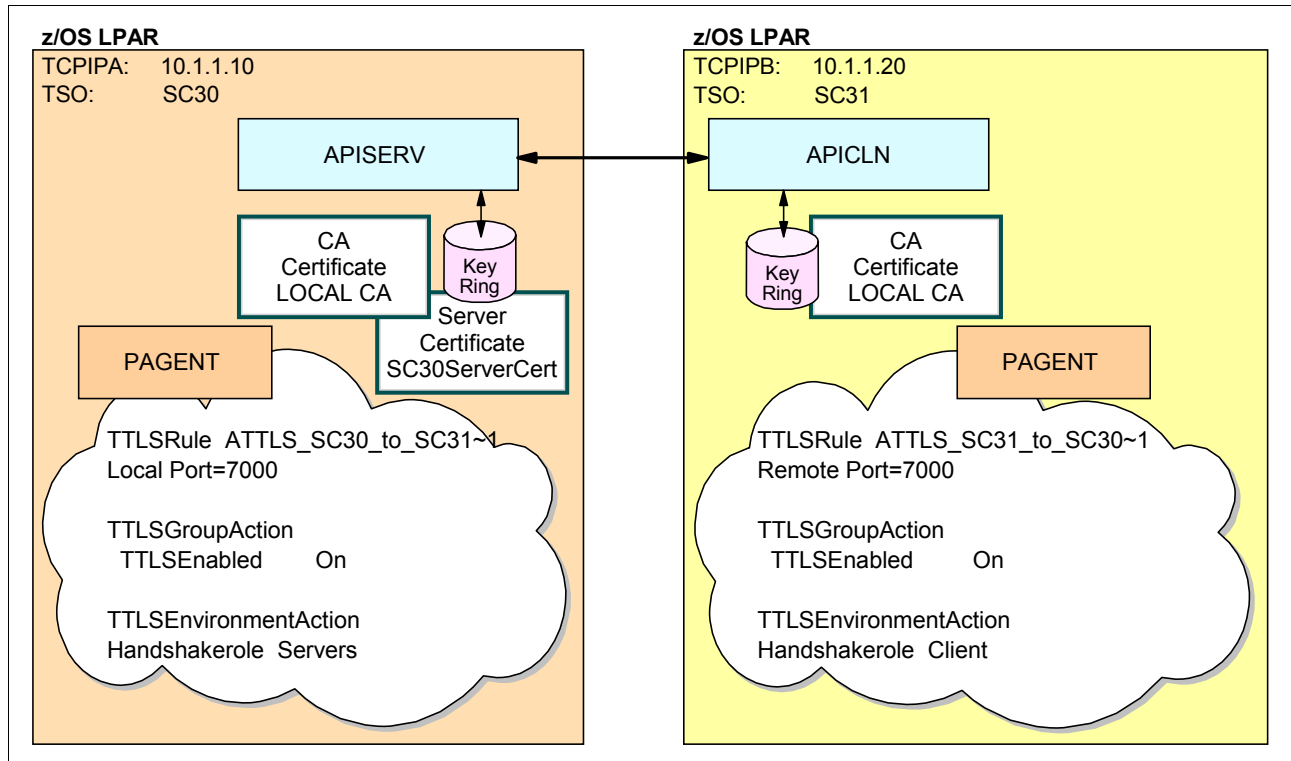 z/OS LPAR
TCPIPA: 10.1.1.10
TSO: SC30
APISERV
CA
Certificate
LOCAL CA
Key
Ring
Server
Certificate
SC30ServerCert
PAGENT
TTLSRule ATTLS_SC30_to_SC31~1
Local Port=7000
TTLSGroupAction
TTLSEnabled On
TTLSEnvironmentAction
Handshakerole Servers
z/OS LPAR
TCPIPB: 10.1.1.20
TSO: SC31
APICLN
Key
Ring
CA
Certificate
LOCAL CA
PAGENT
TTLSRule ATTLS_SC31_to_SC30~1
Remote Port=7000
TTLSGroupAction
TTLSEnabled On
TTLSEnvironmentAction
Handshakerole Client